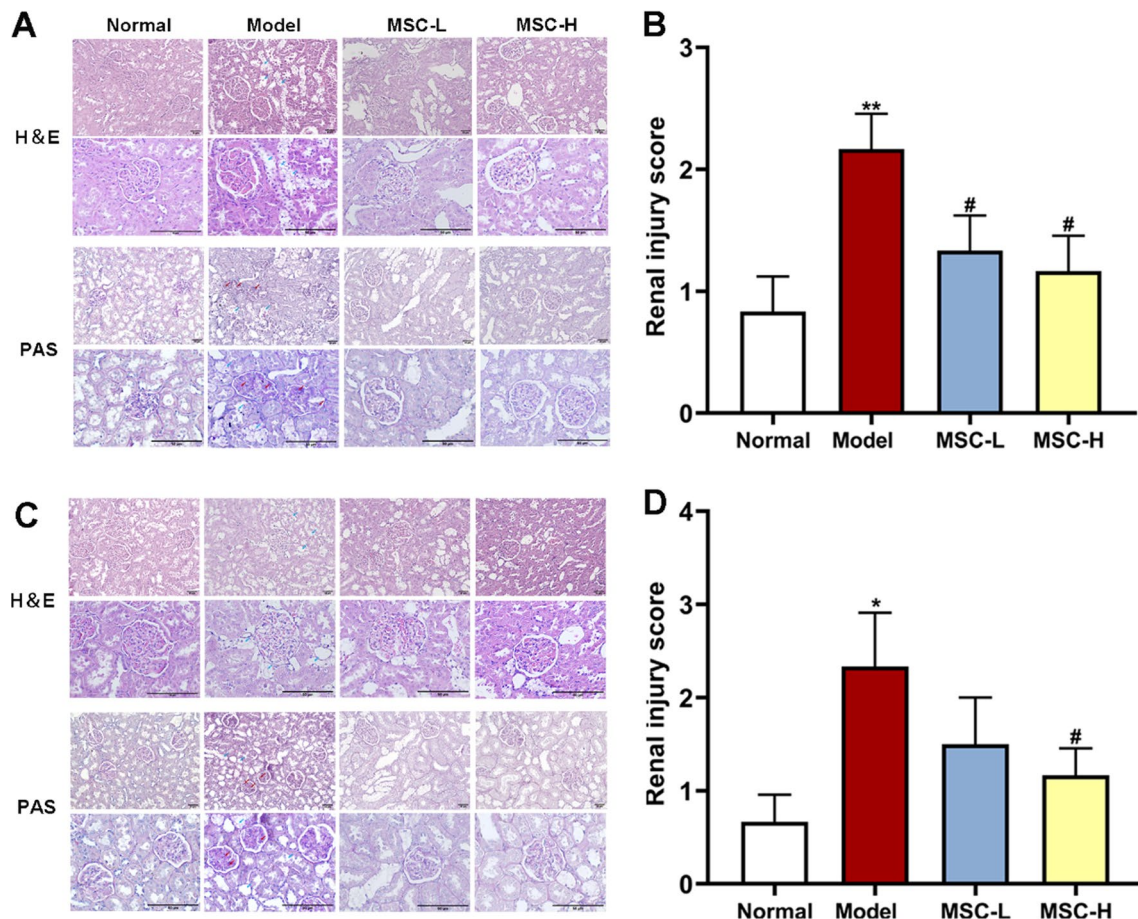 A
Normal Model MSC-L MSC-H
H&E
PAS
B
Renal injury score
3
2
1
0
**
#
#
Normal Model MSC-L MSC-H
C
H&E
PAS
D
Renal injury score
4
3
2
1
0
*
#
Normal Model MSC-L MSC-H